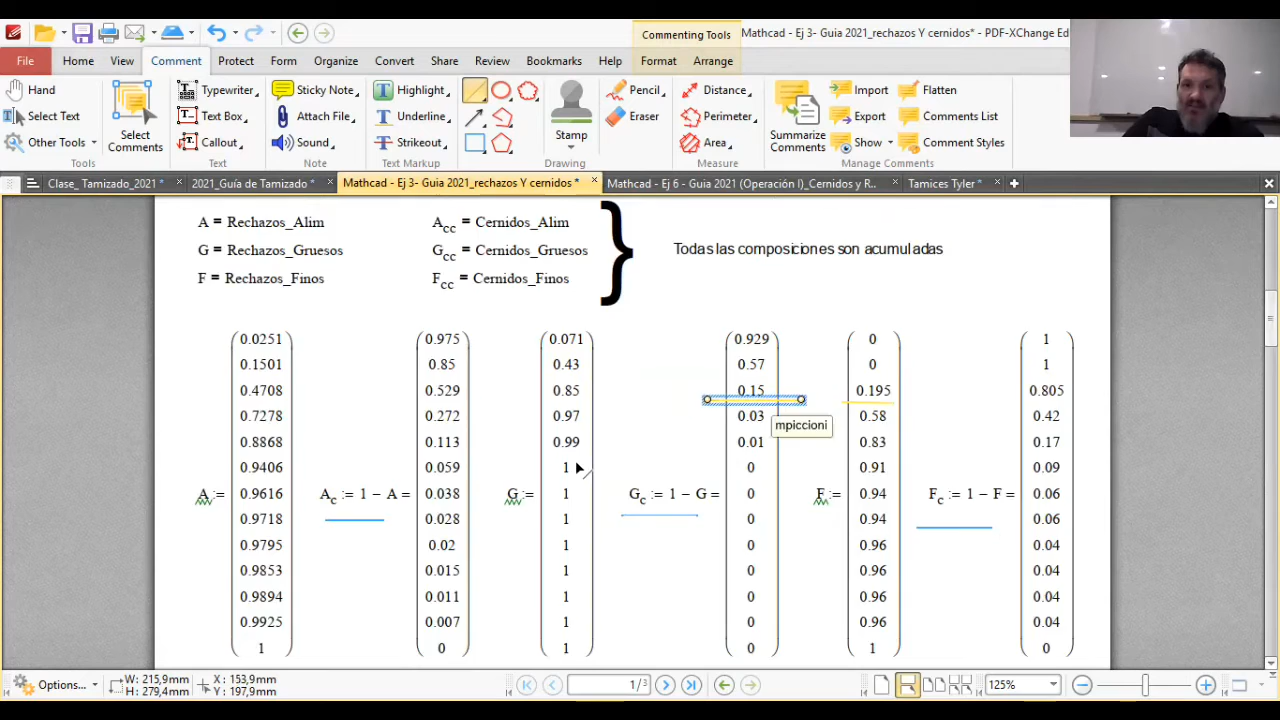 Commenting Tools
Mathcad - Ej 3- Guia 2021_rechazos Y cernidos* - PDF-XChange Ed
File Home View Comment Protect Form Organize Convert Share Review Bookmarks Help Format Arrange
Hand
Select Text
Other Tools
Tools
Select Comments
Typewriter
Text Box
Callout
Text
Sticky Note
Attach File
Sound
Note
Highlight
Underline
Strikeout
Text Markup
Pencil
Eraser
Drawing
Stamp
Distance
Perimeter
Area
Measure
Summarize Comments
Import
Export
Show
Flatten
Comments List
Comment Styles
Manage Comments
Clase_ Tamizado_2021 *
2021_Guía de Tamizado *
Mathcad - Ej 3- Guia 2021_rechazos Y cernidos *
Mathcad - Ej 6 - Guia 2021 (Operación I)_Cernidos y R..
Tamices Tyler *
A = Rechazos_Alim
G = Rechazos_Gruesos
F = Rechazos_Finos
Acc = Cernidos_Alim
Gcc = Cernidos_Gruesos
Fcc = Cernidos_Finos
Todas las composiciones son acumuladas
0.0251 0.975 0.071 0.929 0 1
0.1501 0.85 0.43 0.57 0 1
0.4708 0.529 0.85 0.15 0.195 0.805
0.7278 0.272 0.97 0.03 0.58 0.42
0.8868 0.113 0.99 0.01 0.83 0.17
0.9406 0.059 1 0 0.91 0.09
A := 0.9616 Ac := 1 − A = 0.038 G := 1 Gc := 1 − G = 0 F := 0.94 Fc := 1 − F = 0.06
0.9718 0.028 1 0 0.94 0.06
0.9795 0.02 1 0 0.96 0.04
0.9853 0.015 1 0 0.96 0.04
0.9894 0.011 1 0 0.96 0.04
0.9925 0.007 1 0 0.96 0.04
1 0 1 0 1 0
mpiccioni
Options...
W: 215,9mm
H: 279,4mm
X: 153,9mm
Y: 197,9mm
1/3
125%